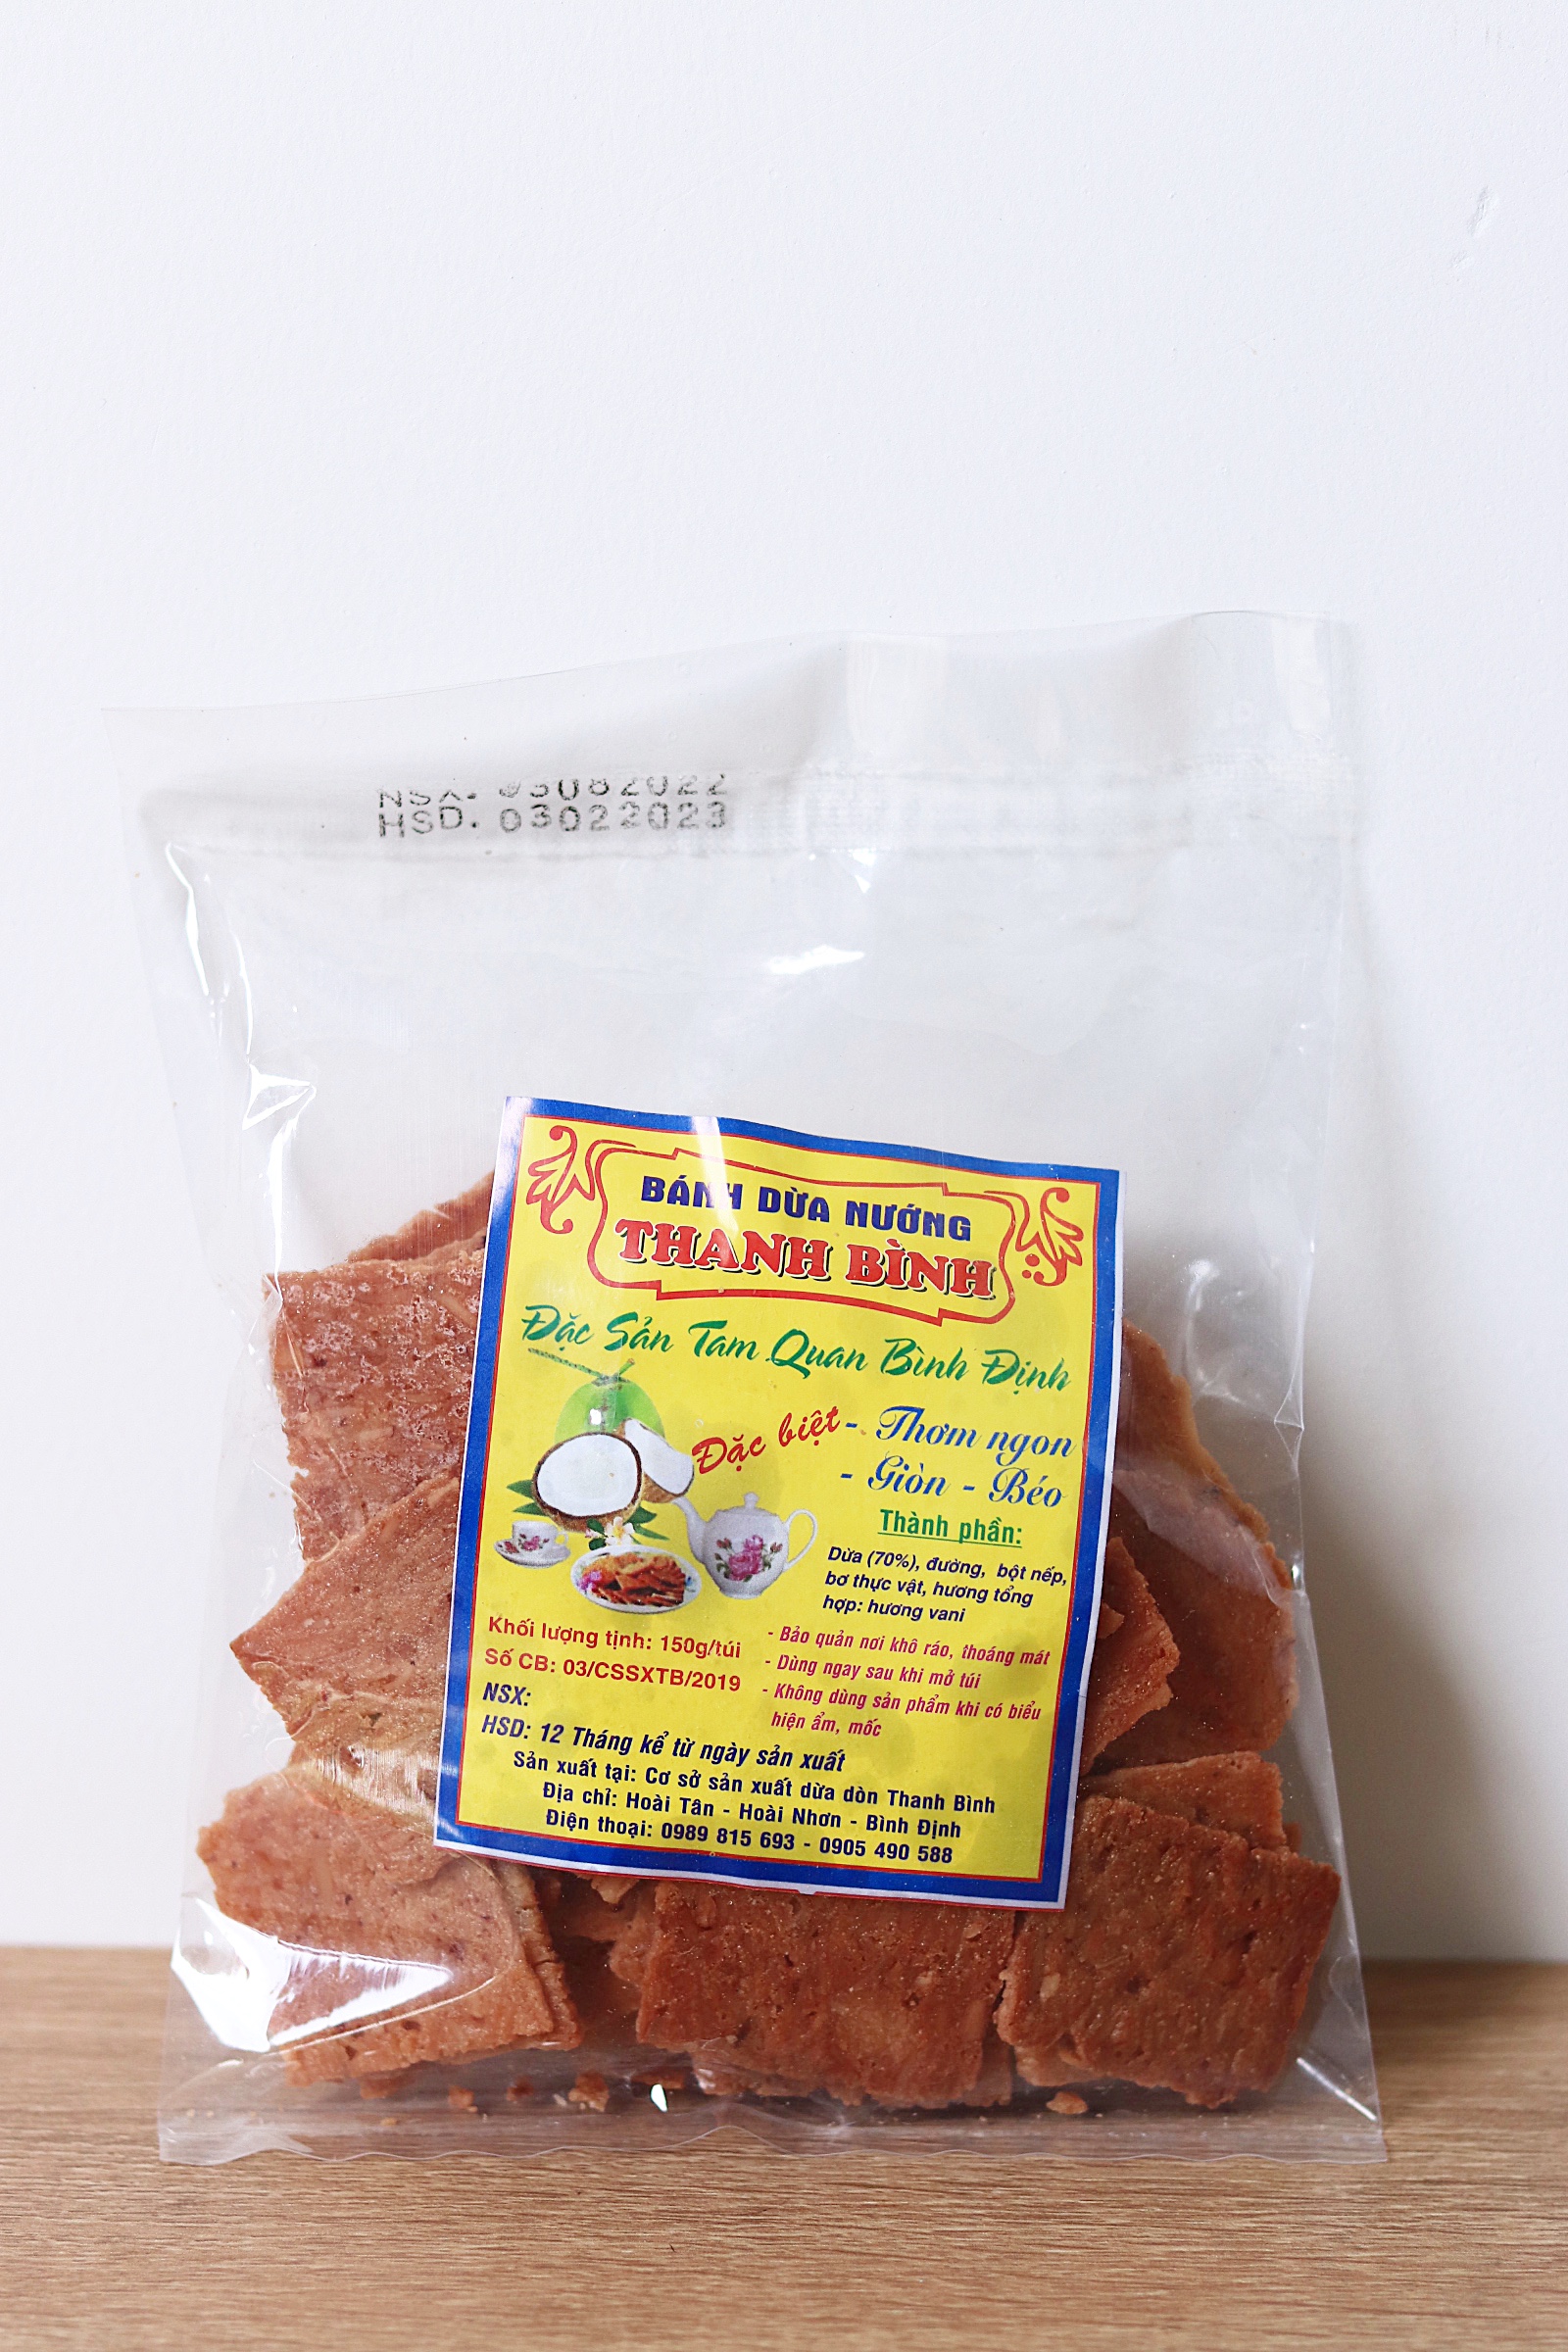 NSX. 03082022
HSD. 03022023
BÁNH DỪA NƯỚNG
THANH BÌNH
Đặc Sản Tam Quan Bình Định
Đặc biệt - Thơm ngon
- Giòn - Béo
Thành phần:
Dừa (70%), đường, bột nếp,
bơ thực vật, hương tổng
hợp: hương vani
Khối lượng tịnh: 150g/túi
Số CB: 03/CSSXTB/2019
- Bảo quản nơi khô ráo, thoáng mát
- Dùng ngay sau khi mở túi
- Không dùng sản phẩm khi có biểu
hiện ẩm, mốc
NSX:
HSD: 12 Tháng kể từ ngày sản xuất
Sản xuất tại: Cơ sở sản xuất dừa dòn Thanh Bình
Địa chỉ: Hoài Tân - Hoài Nhơn - Bình Định
Điện thoại: 0989 815 693 - 0905 490 588